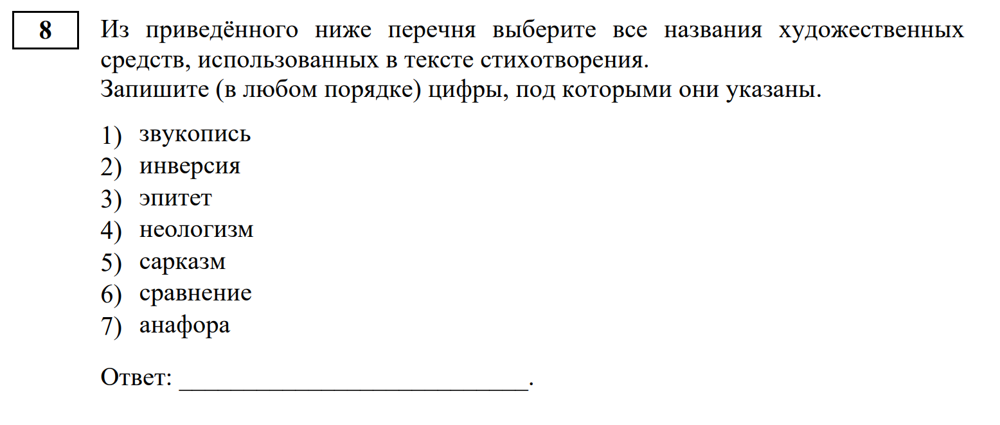 8
Из приведённого ниже перечня выберите все названия художественных
средств, использованных в тексте стихотворения.
Запишите (в любом порядке) цифры, под которыми они указаны.
1) звукопись
2) инверсия
3) эпитет
4) неологизм
5) сарказм
6) сравнение
7) анафора
Ответ: ___________________________.